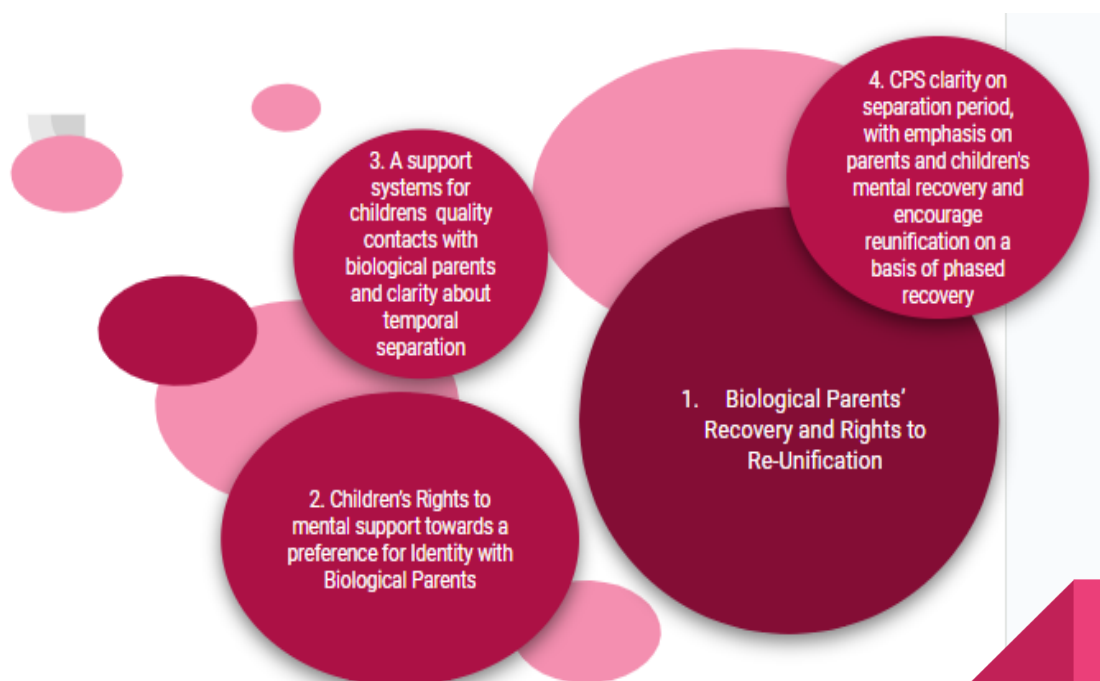 1. Biological Parents’
Recovery and Rights to
Re-Unification
2. Children’s Rights to
mental support towards a
preference for Identity with
Biological Parents
3. A support
systems for
childrens quality
contacts with
biological parents
and clarity about
temporal
separation
4. CPS clarity on
separation period,
with emphasis on
parents and children's
mental recovery and
encourage
reunification on a
basis of phased
recovery